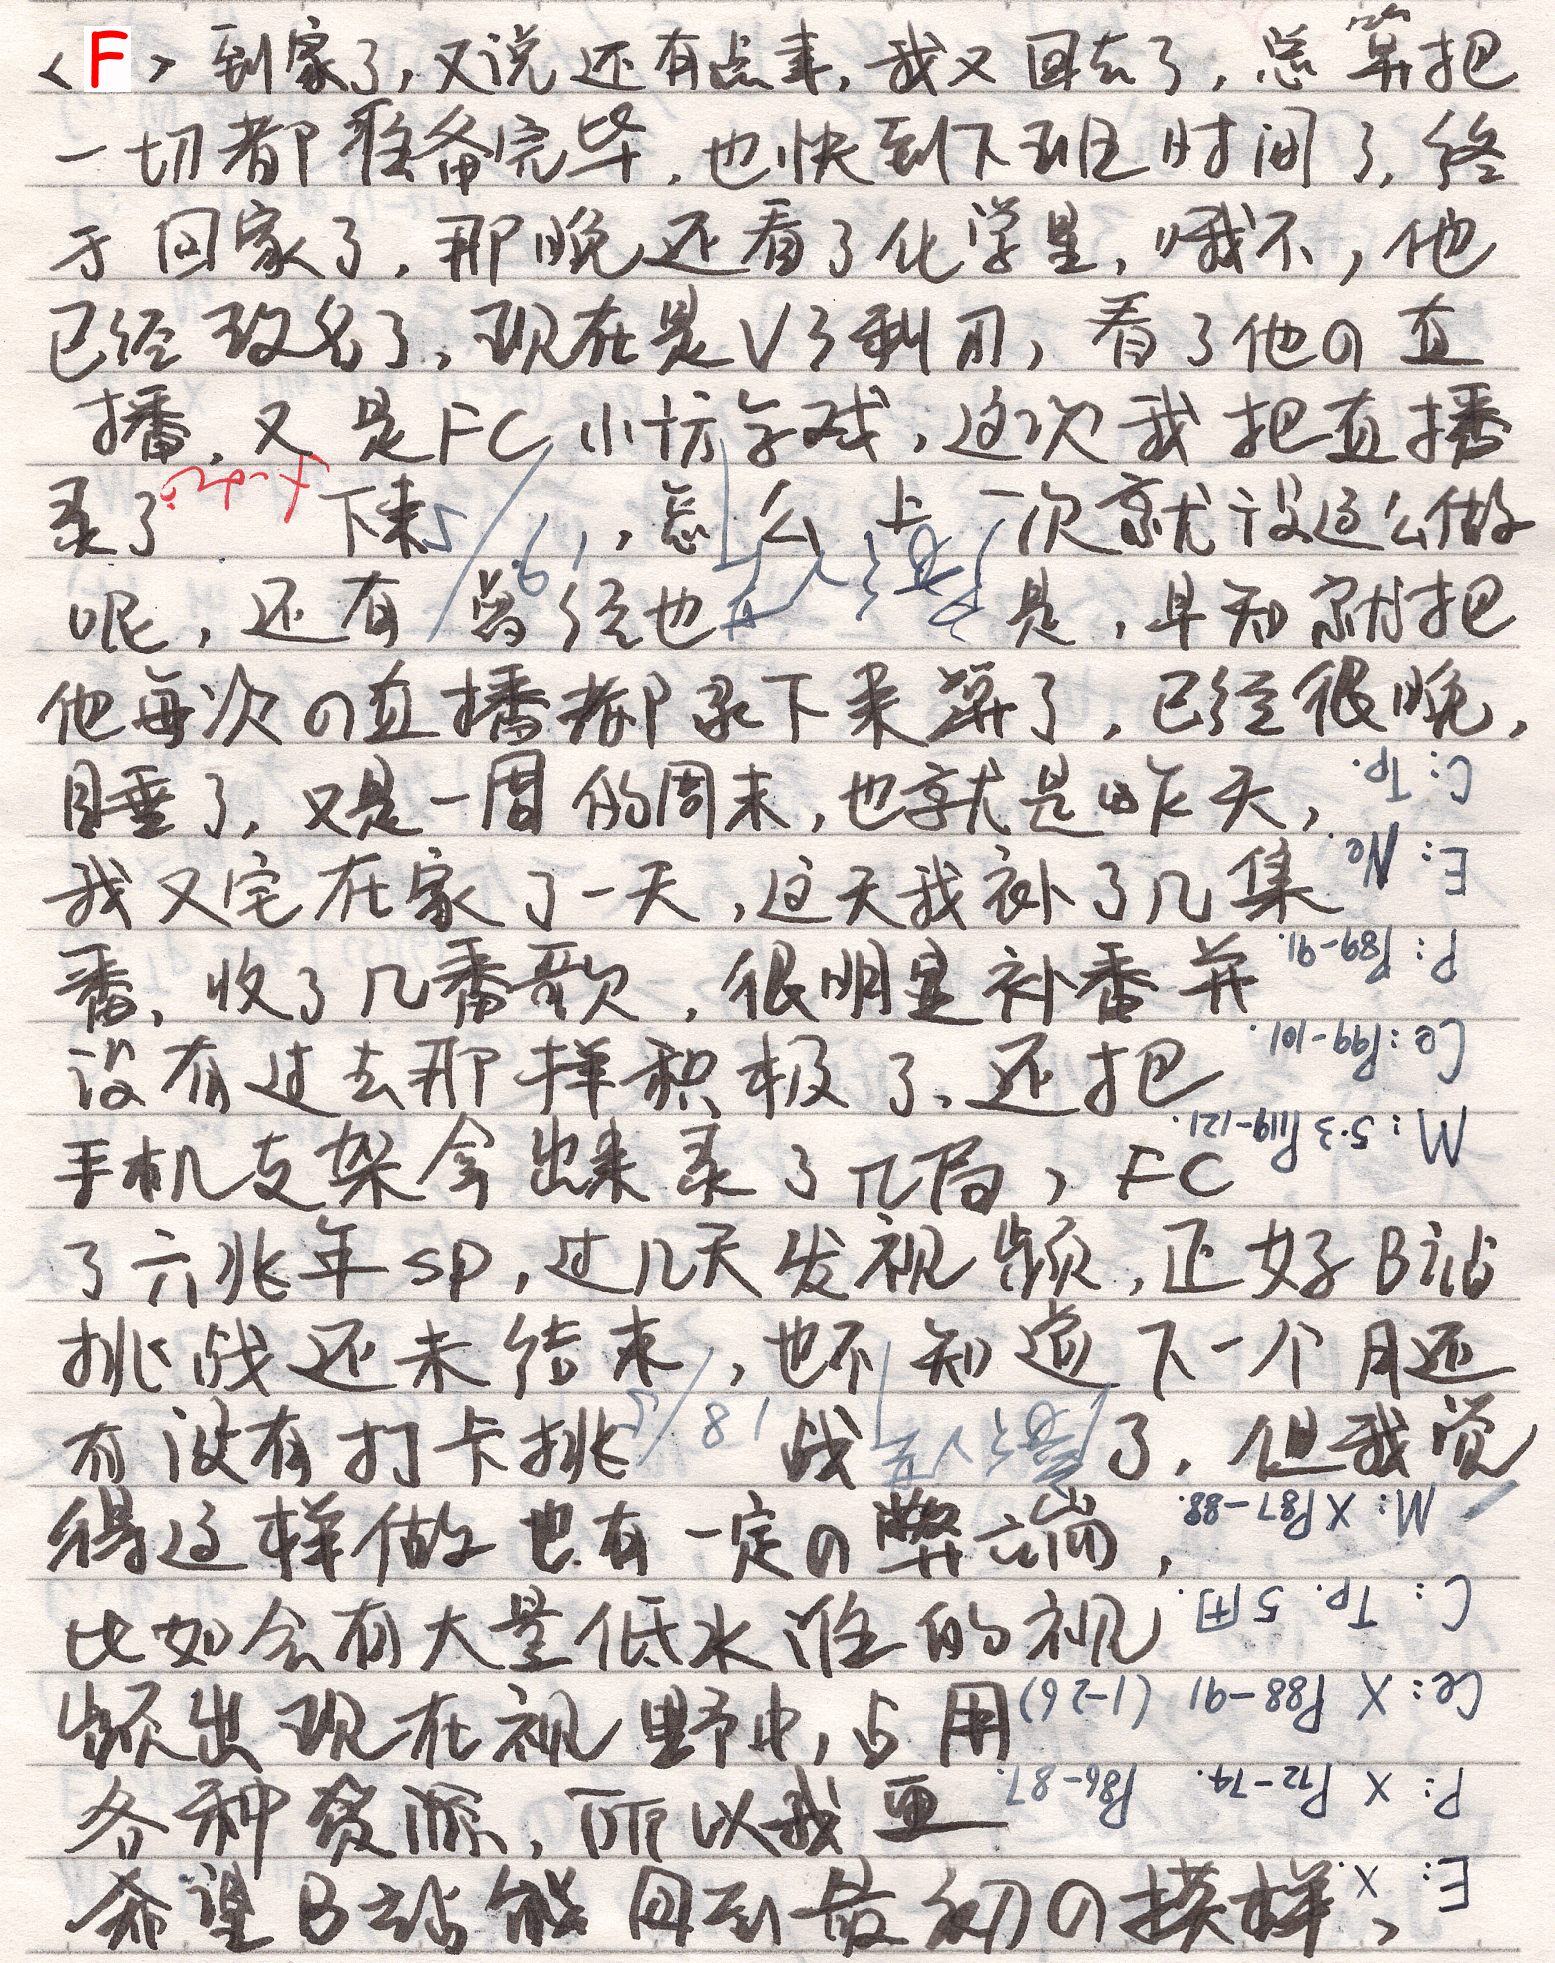 <F> 到家了,又说还有点事,我又回去了,总算把
一切都准备完毕,也快到下班时间了,终
于回家了,那晚还看了化学星,哦不,他
已经改名了,现在是V了利刃,看了他の直
播,又是FC小坊字戏,这次我把直播
录了下来,怎么上一次就没这么做
呢,还有曾经也是,早知就把
他每次の直播都录下来算了,已经很晚,
睡了,又是一周的周末,也就是昨天,
C: Tp.
我又宅在家了一天,这天我补了几集
E: No.
番,收了几番歌,很明显补番并
P: P89-91.
没有过去那样积极了,还把
Ce: P99-101.
手机支架拿出来录了几局,FC
M: 5.3 P119-121.
了六兆年SP,过几天发视频,正好B站
挑战还未结束,也不知道下一个月还
有没有打卡挑战了,但我觉
18/5
得这样做也有一定の弊端,
M: X P87-88.
比如会有大量低水准的视
C: Tp. 5月.
频出现在视野中,占用
Ce: X P88-91 (1-26)
各种资源,所以我更
P: X P72-74. P86-87.
希望B站能回到最初の模样,
E: X.